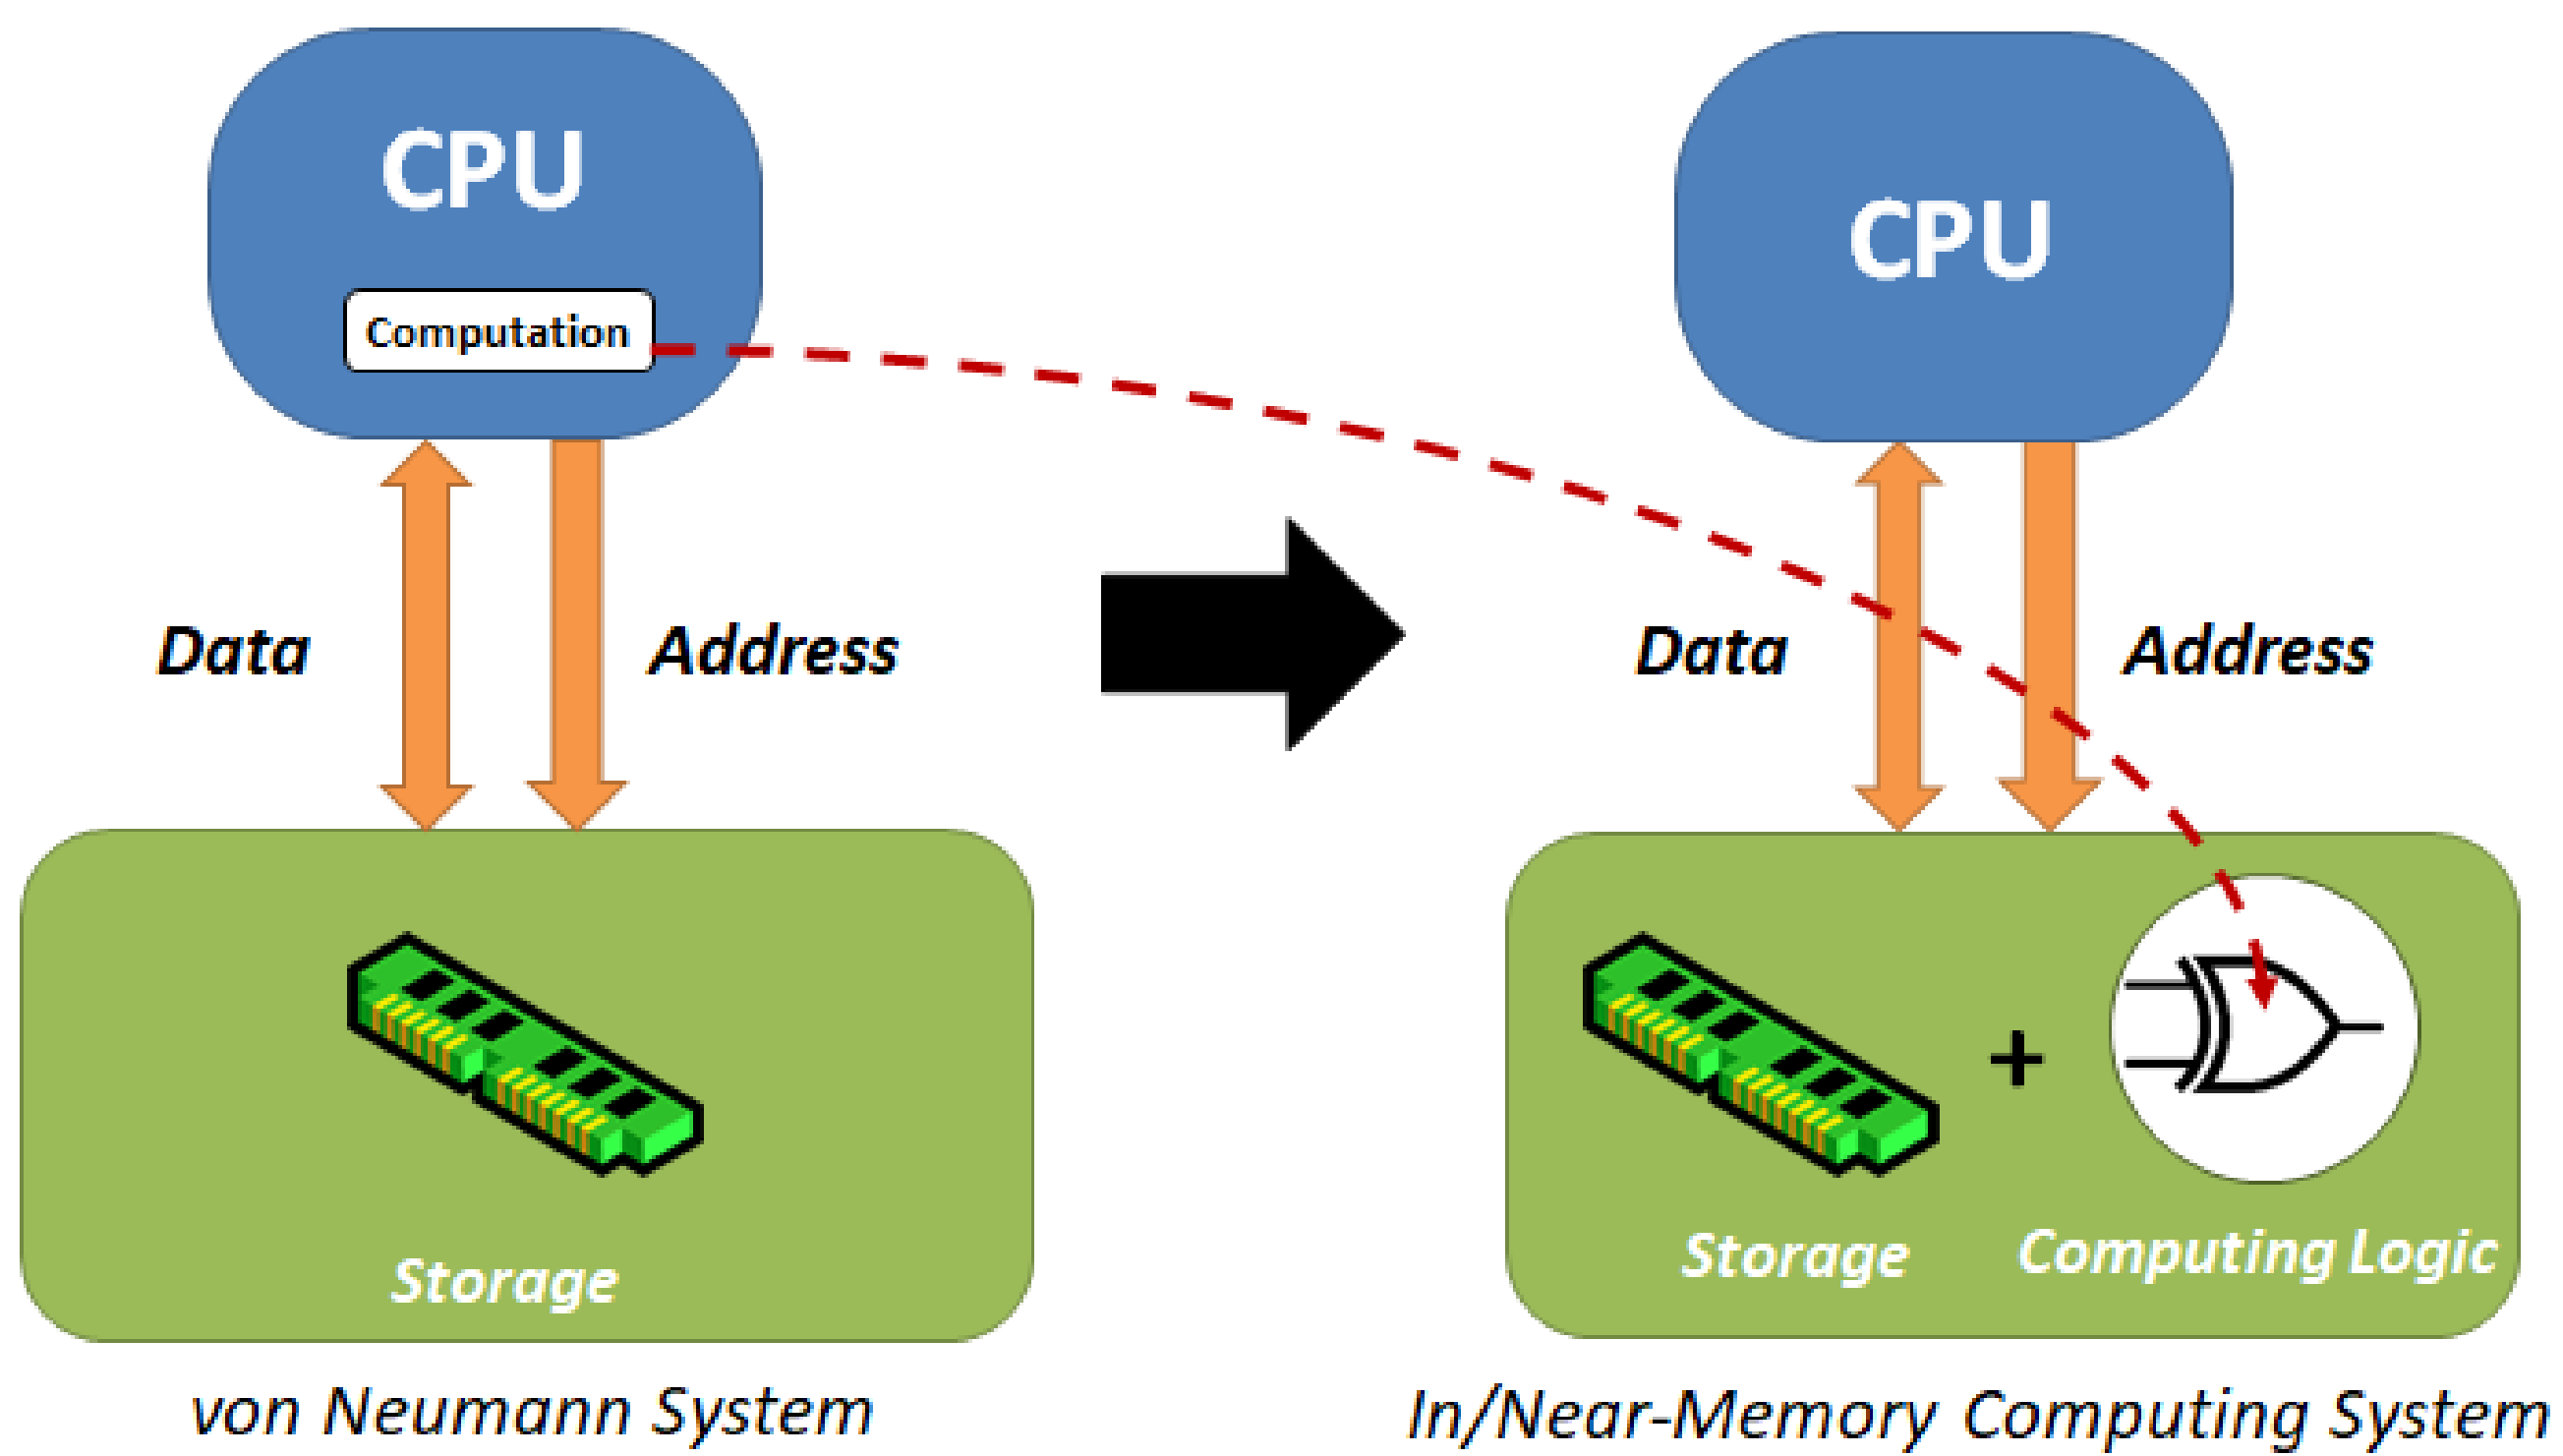 CPU
Computation
Data
Address
Storage
von Neumann System
CPU
Data
Address
+
Storage
Computing Logic
In/Near-Memory Computing System